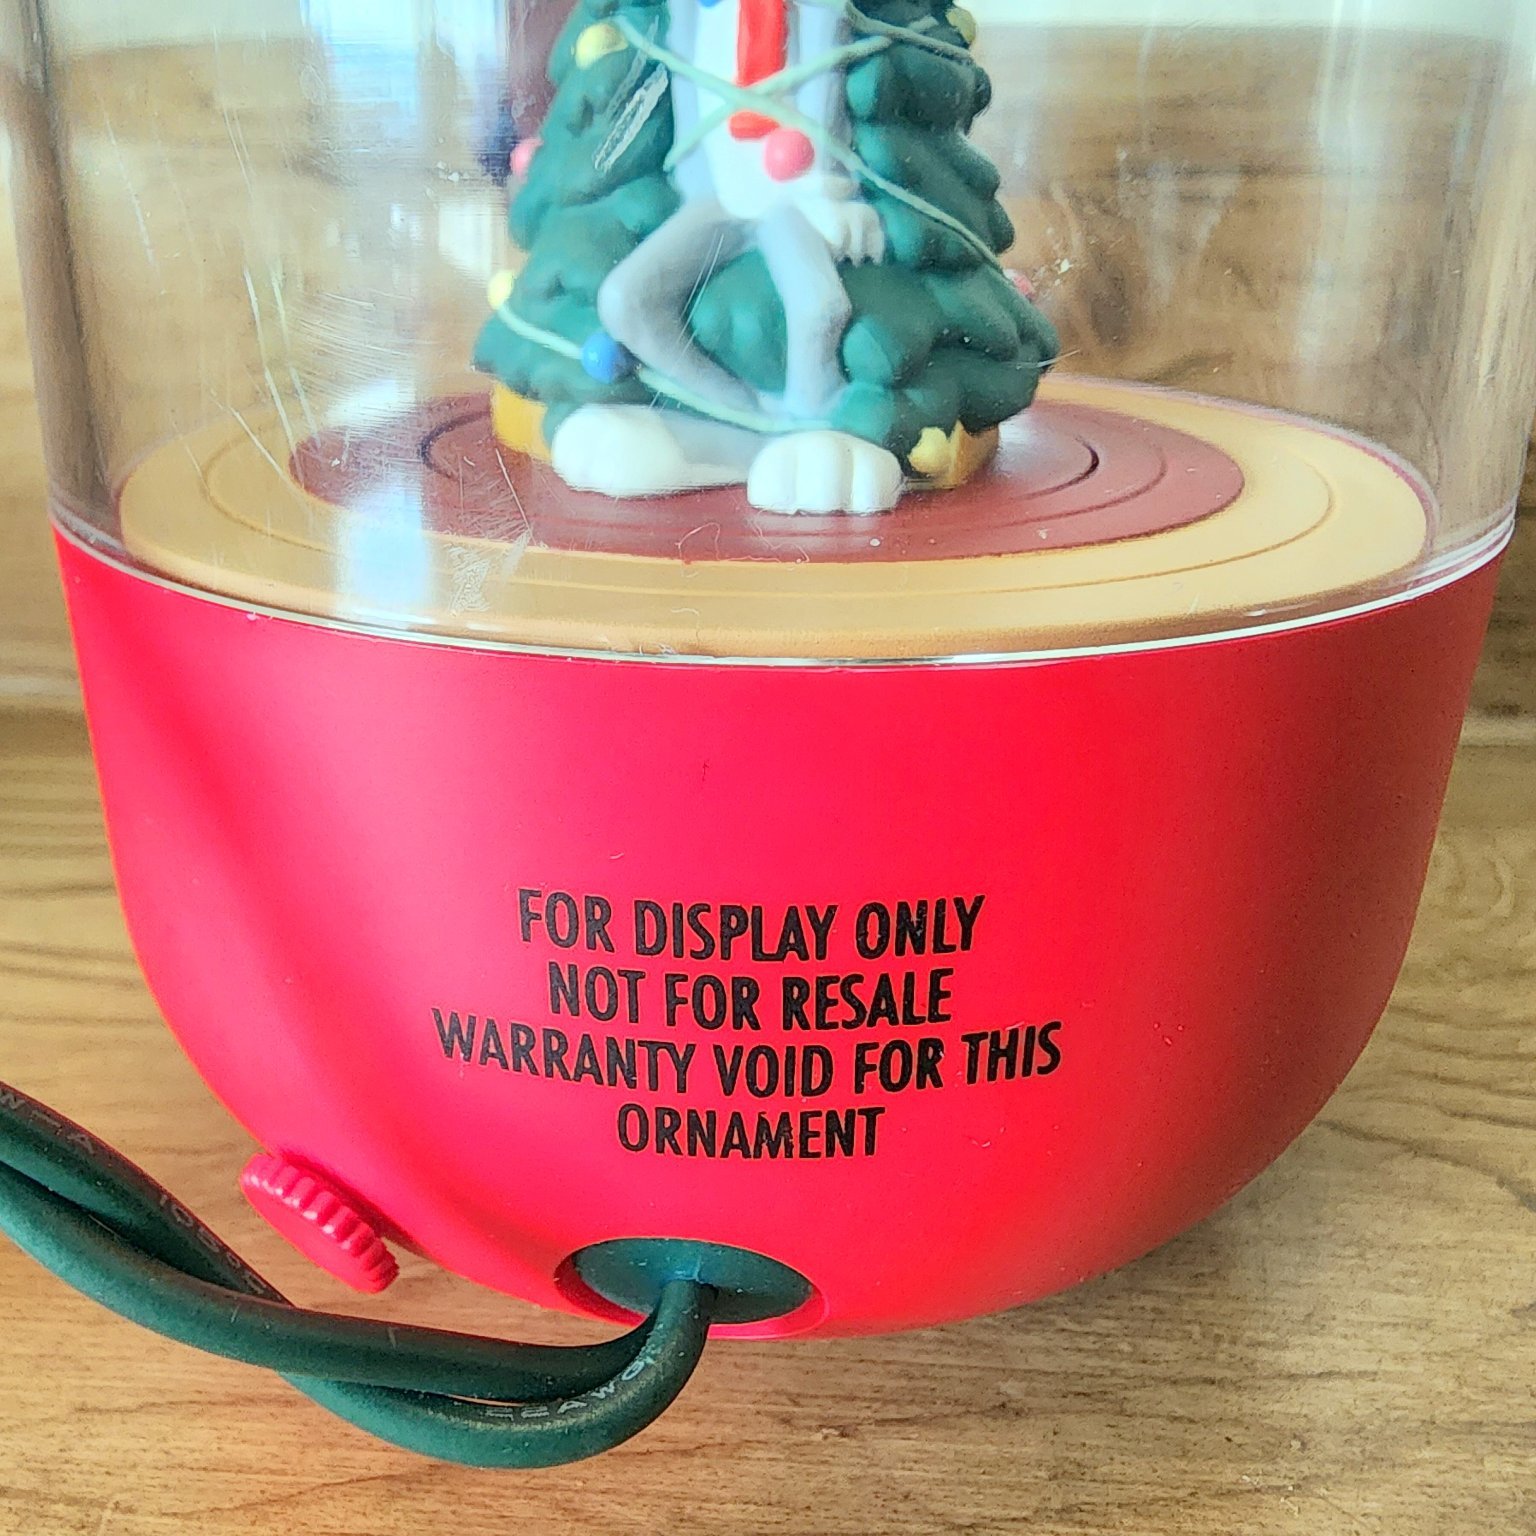 FOR DISPLAY ONLY
NOT FOR RESALE
WARRANTY VOID FOR THIS
ORNAMENT